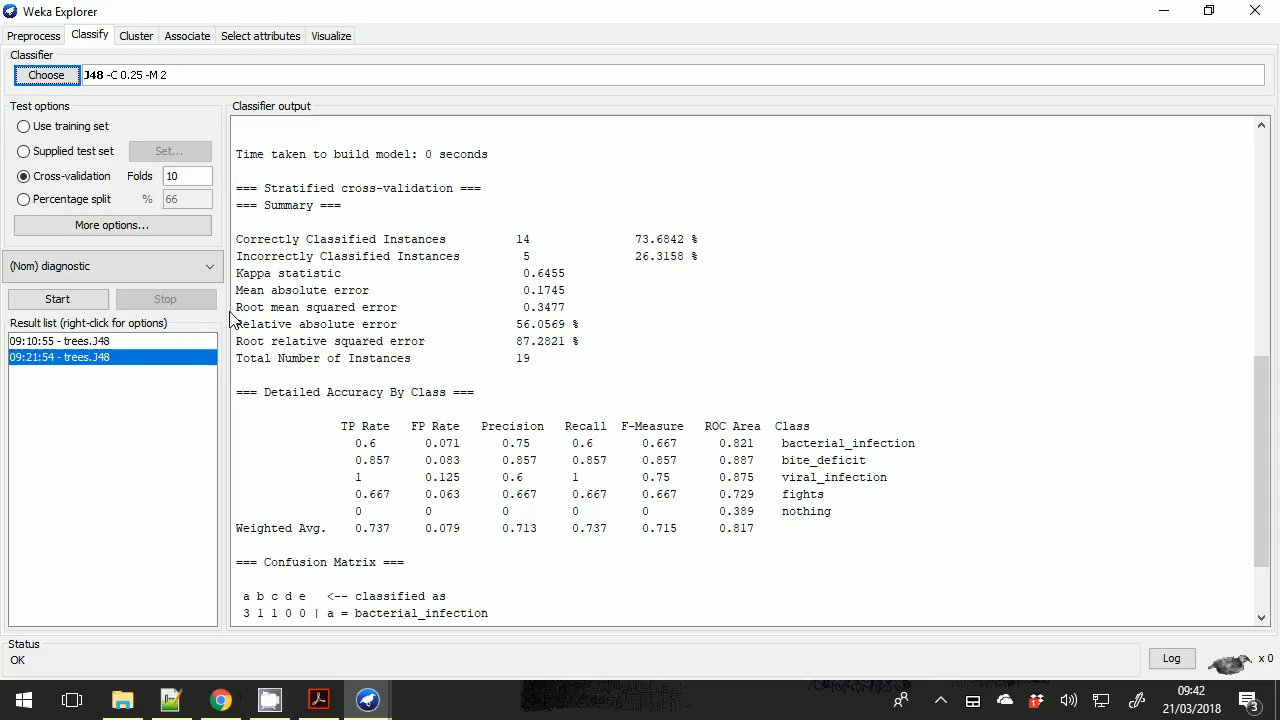 Weka Explorer
Preprocess Classify Cluster Associate Select attributes Visualize
Classifier
Choose J48 -C 0.25 -M 2
Test options
Use training set
Supplied test set Set...
Cross-validation Folds 10
Percentage split % 66
More options...
(Nom) diagnostic
Start Stop
Result list (right-click for options)
09:10:55 - trees.J48
09:21:54 - trees.J48
Classifier output
Time taken to build model: 0 seconds
=== Stratified cross-validation ===
=== Summary ===
Correctly Classified Instances 14 73.6842 %
Incorrectly Classified Instances 5 26.3158 %
Kappa statistic 0.6455
Mean absolute error 0.1745
Root mean squared error 0.3477
Relative absolute error 56.0569 %
Root relative squared error 87.2821 %
Total Number of Instances 19
=== Detailed Accuracy By Class ===
TP Rate FP Rate Precision Recall F-Measure ROC Area Class
0.6 0.071 0.75 0.6 0.667 0.821 bacterial_infection
0.857 0.083 0.857 0.857 0.857 0.887 bite_deficit
1 0.125 0.6 1 0.75 0.875 viral_infection
0.667 0.063 0.667 0.667 0.667 0.729 fights
0 0 0 0 0 0.389 nothing
Weighted Avg. 0.737 0.079 0.713 0.737 0.715 0.817
=== Confusion Matrix ===
a b c d e <-- classified as
3 1 1 0 0 | a = bacterial_infection
Status
OK
Log x 0
09:42
21/03/2018
3